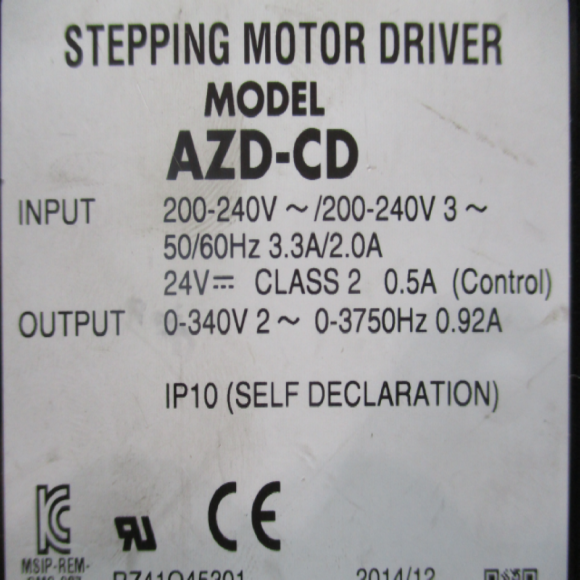 STEPPING MOTOR DRIVER
MODEL
AZD-CD
INPUT 200-240V ~ /200-240V 3 ~
50/60Hz 3.3A/2.0A
24V⎓ CLASS 2 0.5A (Control)
OUTPUT 0-340V 2 ~ 0-3750Hz 0.92A
IP10 (SELF DECLARATION)
CE
MSIP-REM-
2014/12